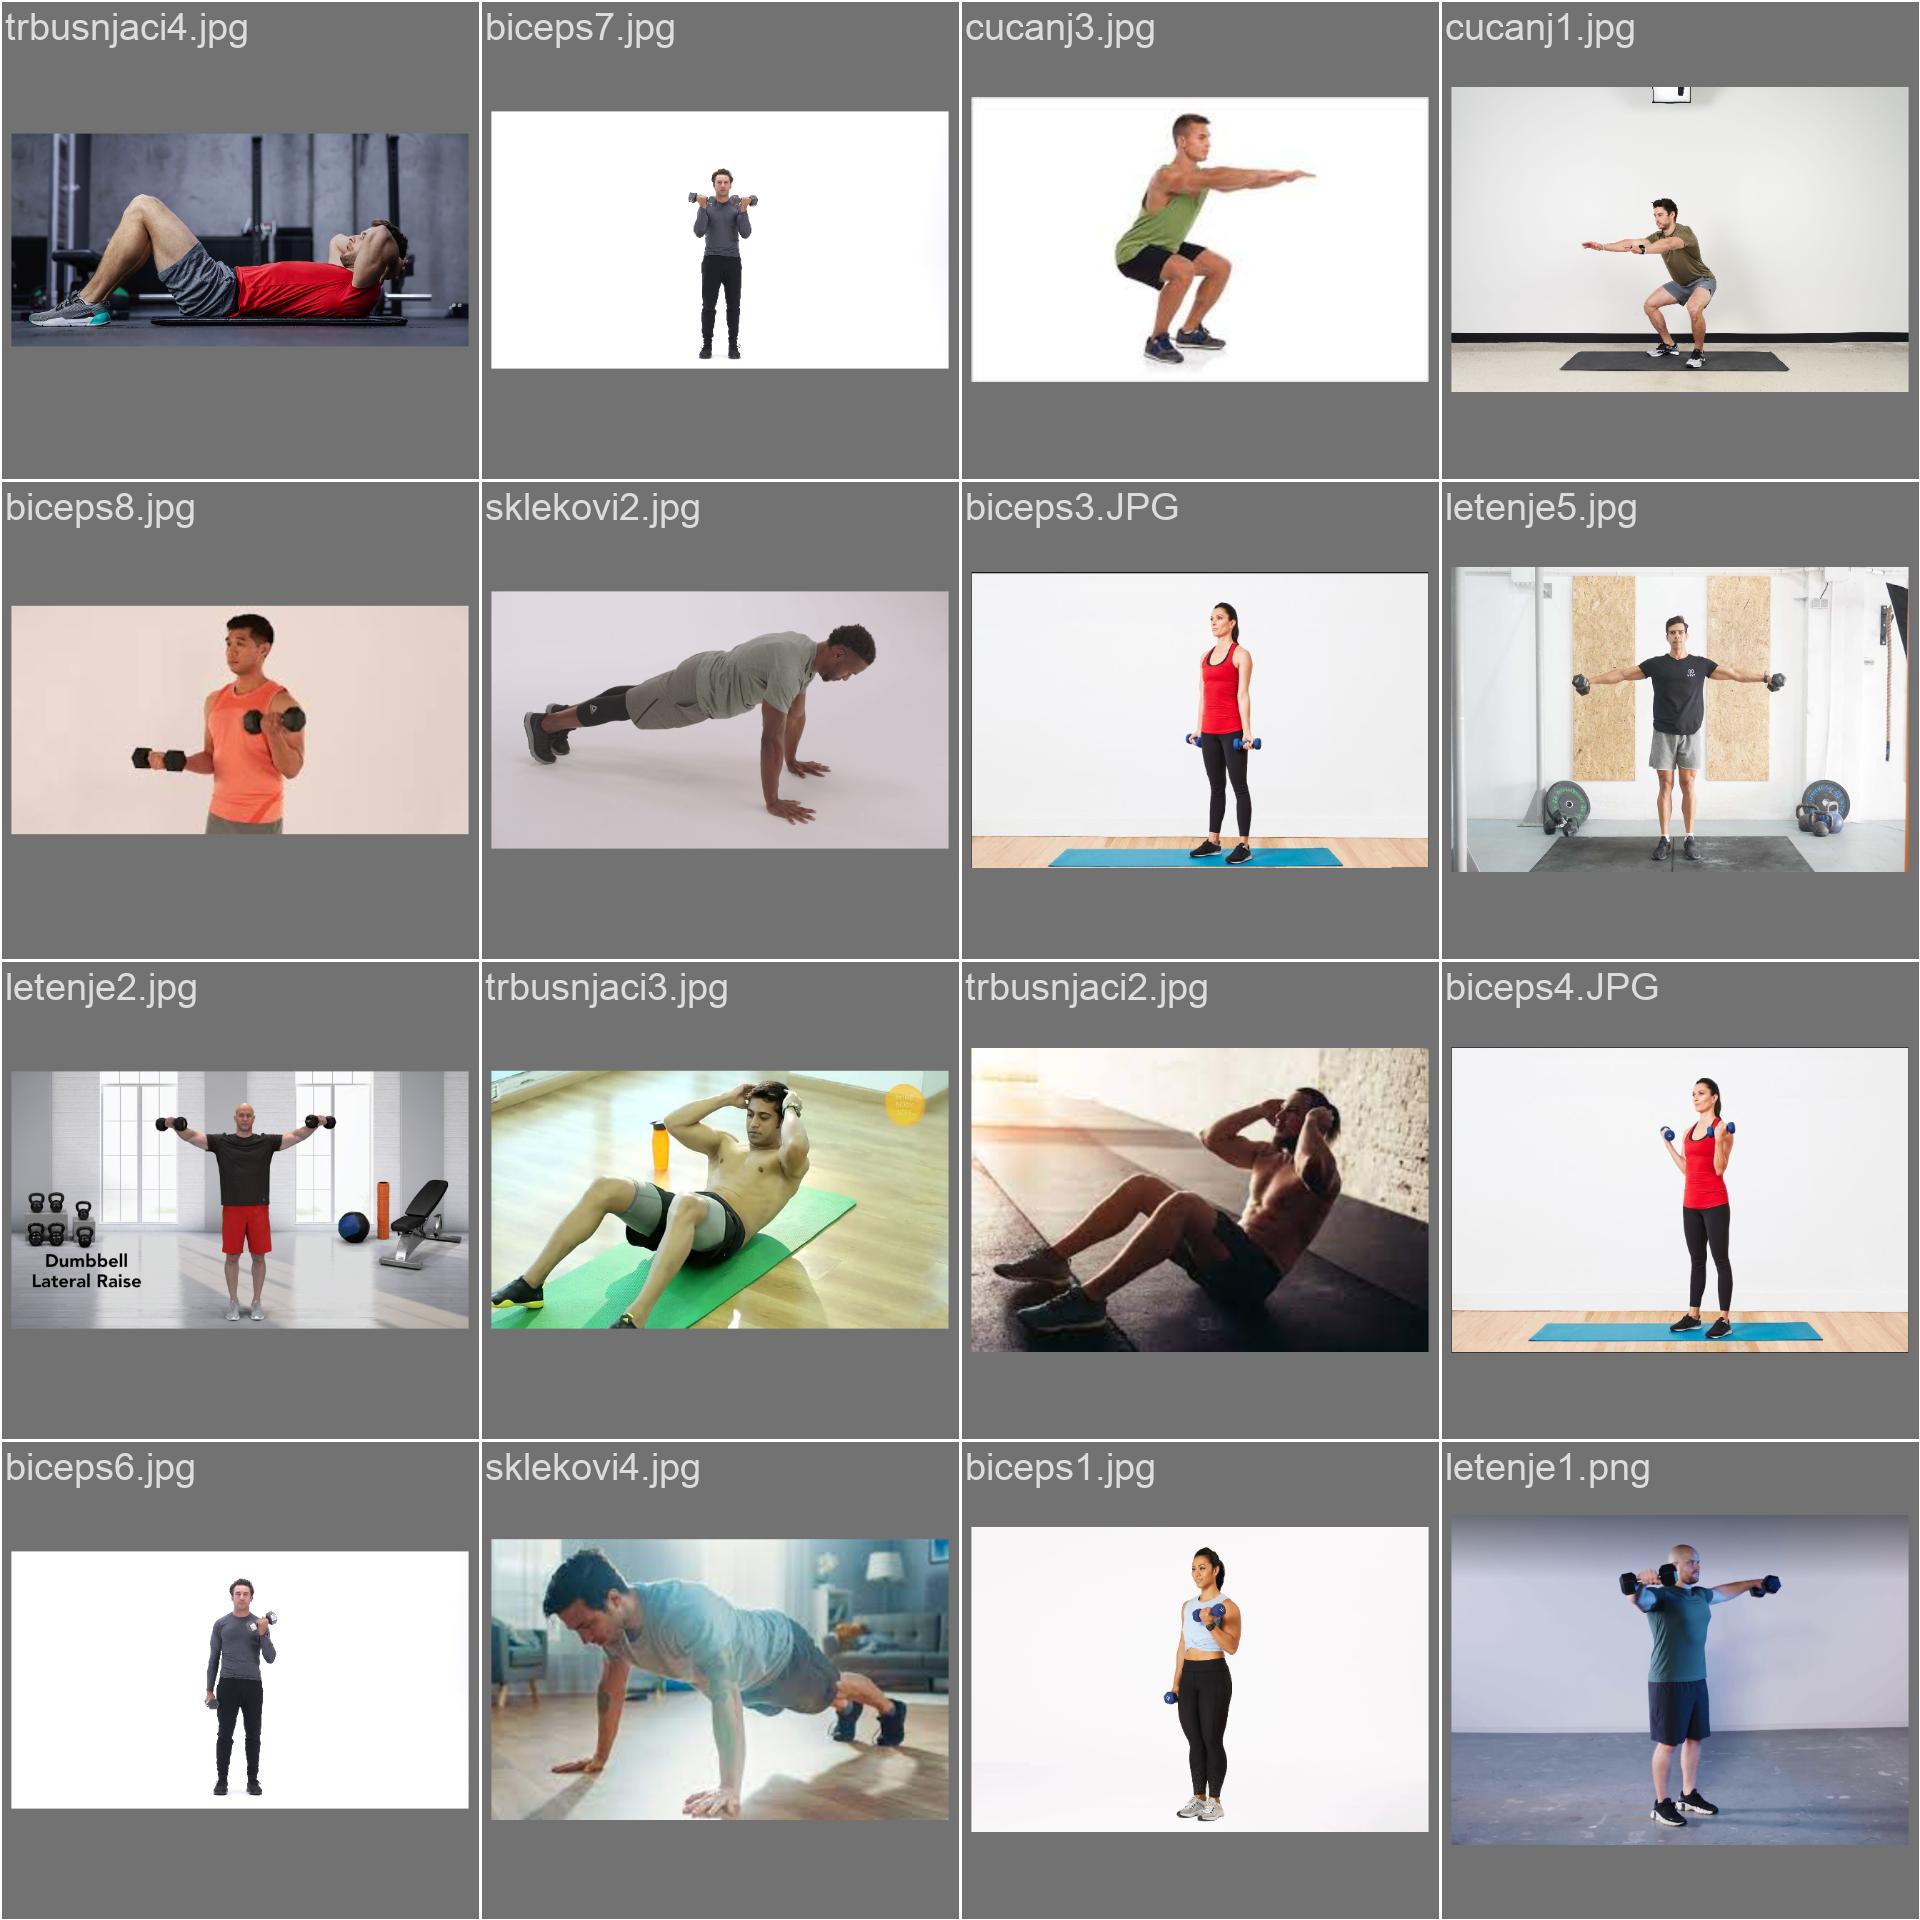 trbusnjaci4.jpg
biceps7.jpg
cucanj3.jpg
cucanj1.jpg
biceps8.jpg
sklekovi2.jpg
biceps3.JPG
letenje5.jpg
letenje2.jpg
trbusnjaci3.jpg
trbusnjaci2.jpg
biceps4.JPG
Dumbbell
Lateral Raise
biceps6.jpg
sklekovi4.jpg
biceps1.jpg
letenje1.png